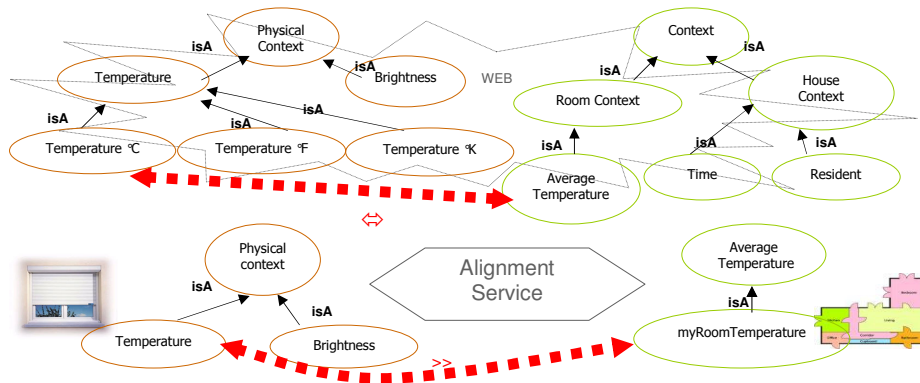 Physical
Context
Context
isA
isA
isA
isA
isA
Temperature
Brightness
WEB
Room Context
House
Context
isA
isA
isA
isA
isA
isA
Temperature °C
Temperature °F
Temperature °K
Average
Temperature
Time
Resident
⇔
Physical
context
Alignment
Service
Average
Temperature
isA
isA
isA
Temperature
Brightness
>>
myRoomTemperature